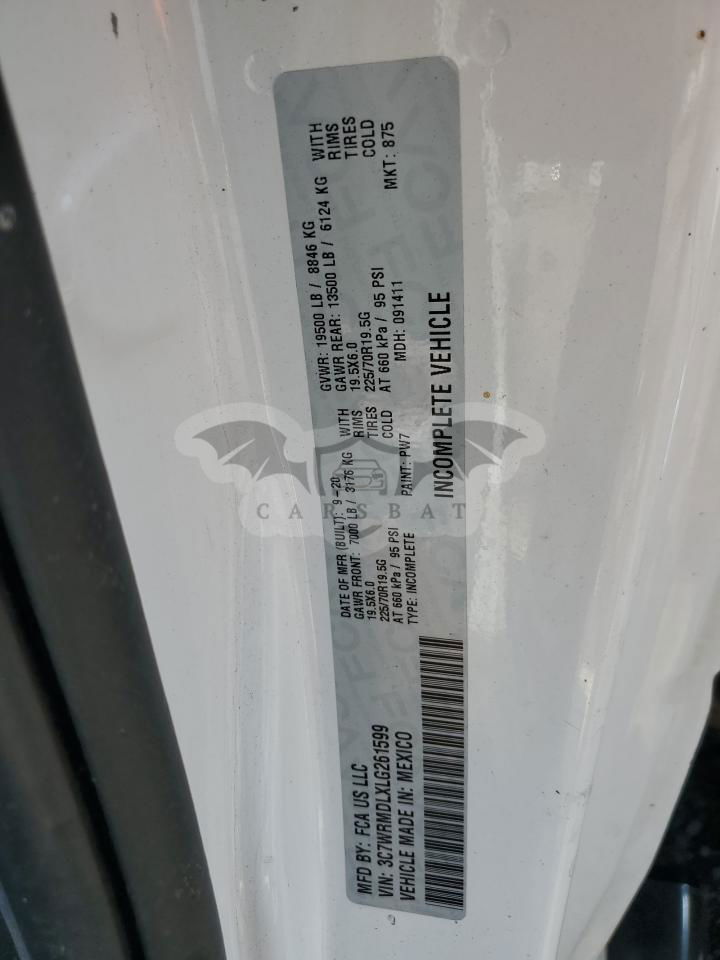 MFD BY: FCA US LLC
DATE OF MFR (BUILT): 9-20
GVWR: 19500 LB / 8846 KG
GAWR FRONT: 7000 LB / 3176 KG WITH
19.5X6.0 RIMS
225/70R19.5G TIRES
AT 660 kPa / 95 PSI COLD
GAWR REAR: 13500 LB / 6124 KG WITH
19.5X6.0 RIMS
225/70R19.5G TIRES
AT 660 kPa / 95 PSI COLD
VIN: 3C7WRMDLXLG261599
TYPE: INCOMPLETE
PAINT: PW7
MDH: 091411
MKT: 875
VEHICLE MADE IN: MEXICO
INCOMPLETE VEHICLE
CARSBAT